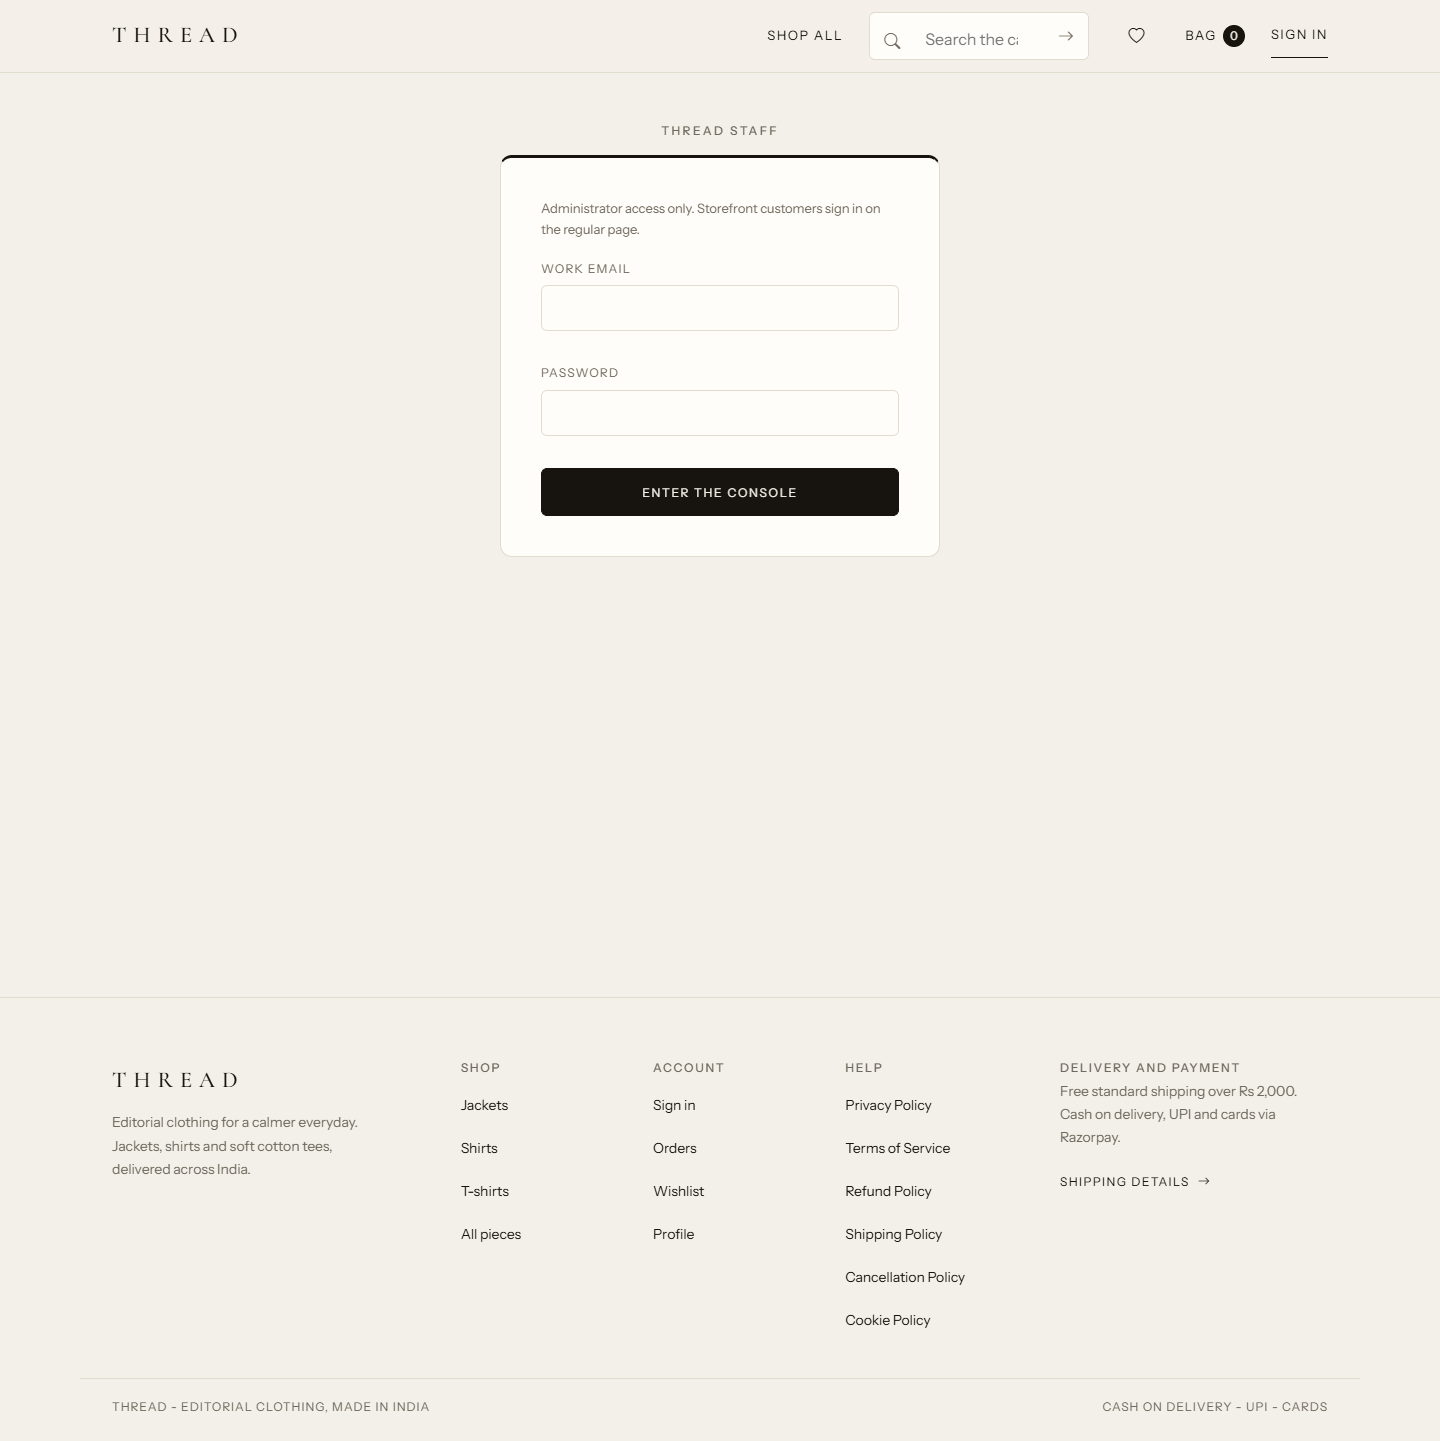 THREAD
SHOP ALL
Search the ca
BAG 0
SIGN IN
THREAD STAFF
Administrator access only. Storefront customers sign in on
the regular page.
WORK EMAIL
PASSWORD
ENTER THE CONSOLE
THREAD
Editorial clothing for a calmer everyday.
Jackets, shirts and soft cotton tees,
delivered across India.
SHOP
Jackets
Shirts
T-shirts
All pieces
ACCOUNT
Sign in
Orders
Wishlist
Profile
HELP
Privacy Policy
Terms of Service
Refund Policy
Shipping Policy
Cancellation Policy
Cookie Policy
DELIVERY AND PAYMENT
Free standard shipping over Rs 2,000.
Cash on delivery, UPI and cards via
Razorpay.
SHIPPING DETAILS →
THREAD - EDITORIAL CLOTHING, MADE IN INDIA
CASH ON DELIVERY - UPI - CARDS